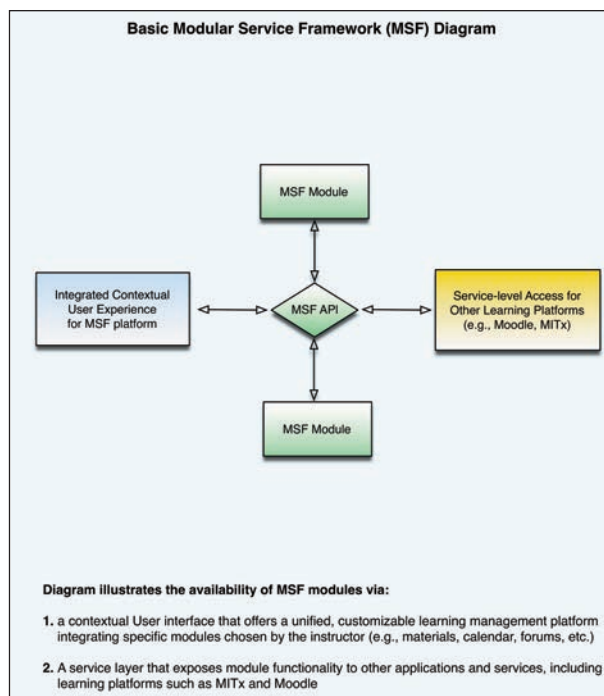 Basic Modular Service Framework (MSF) Diagram
MSF Module
Integrated Contextual
User Experience
for MSF platform
MSF API
Service-level Access for
Other Learning Platforms
(e.g., Moodle, MITx)
MSF Module
Diagram illustrates the availability of MSF modules via:
1. a contextual User interface that offers a unified, customizable learning management platform
integrating specific modules chosen by the instructor (e.g., materials, calendar, forums, etc.)
2. A service layer that exposes module functionality to other applications and services, including
learning platforms such as MITx and Moodle